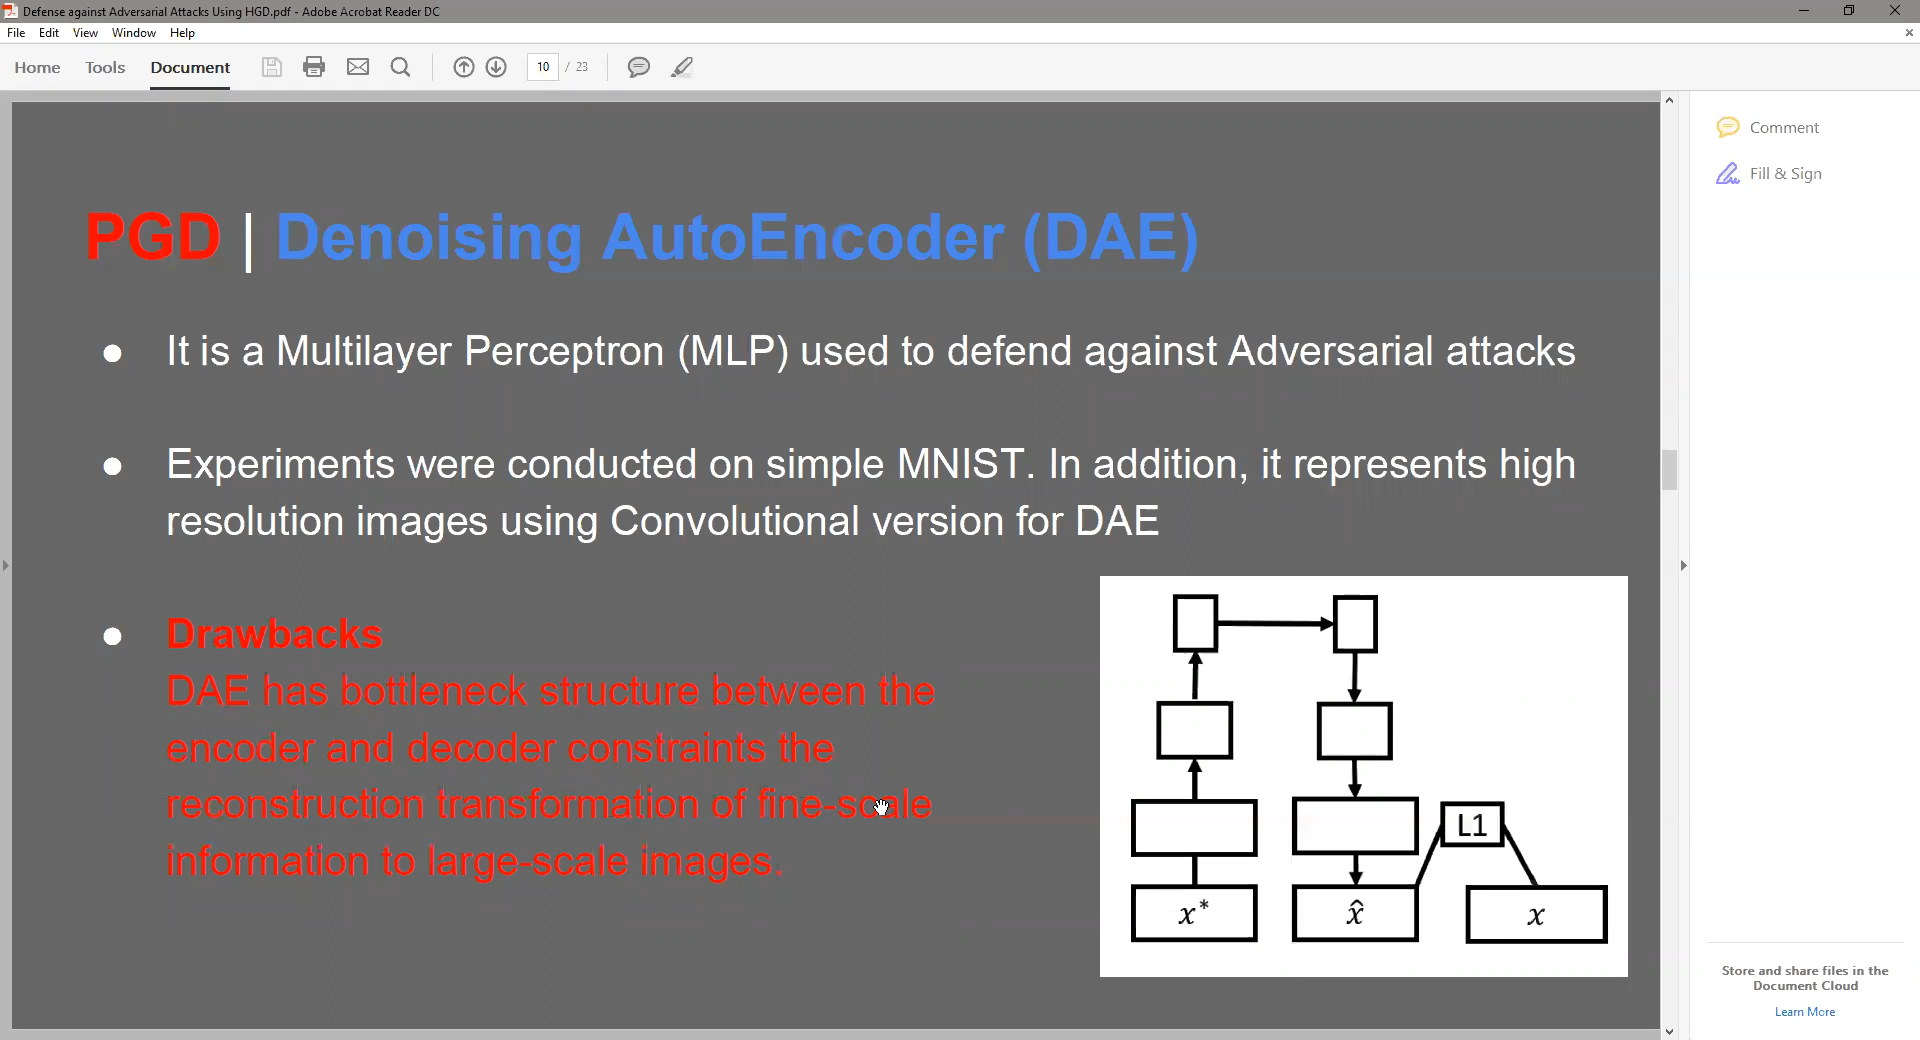 Defense against Adversarial Attacks Using HGD.pdf - Adobe Acrobat Reader DC
File Edit View Window Help
Home Tools Document 10 / 23
Comment
Fill & Sign
PGD | Denoising AutoEncoder (DAE)
● It is a Multilayer Perceptron (MLP) used to defend against Adversarial attacks
● Experiments were conducted on simple MNIST. In addition, it represents high
resolution images using Convolutional version for DAE
● Drawbacks
DAE has bottleneck structure between the
encoder and decoder constraints the
reconstruction transformation of fine-scale
information to large-scale images.
L1
x* x̂ x
Store and share files in the
Document Cloud
Learn More